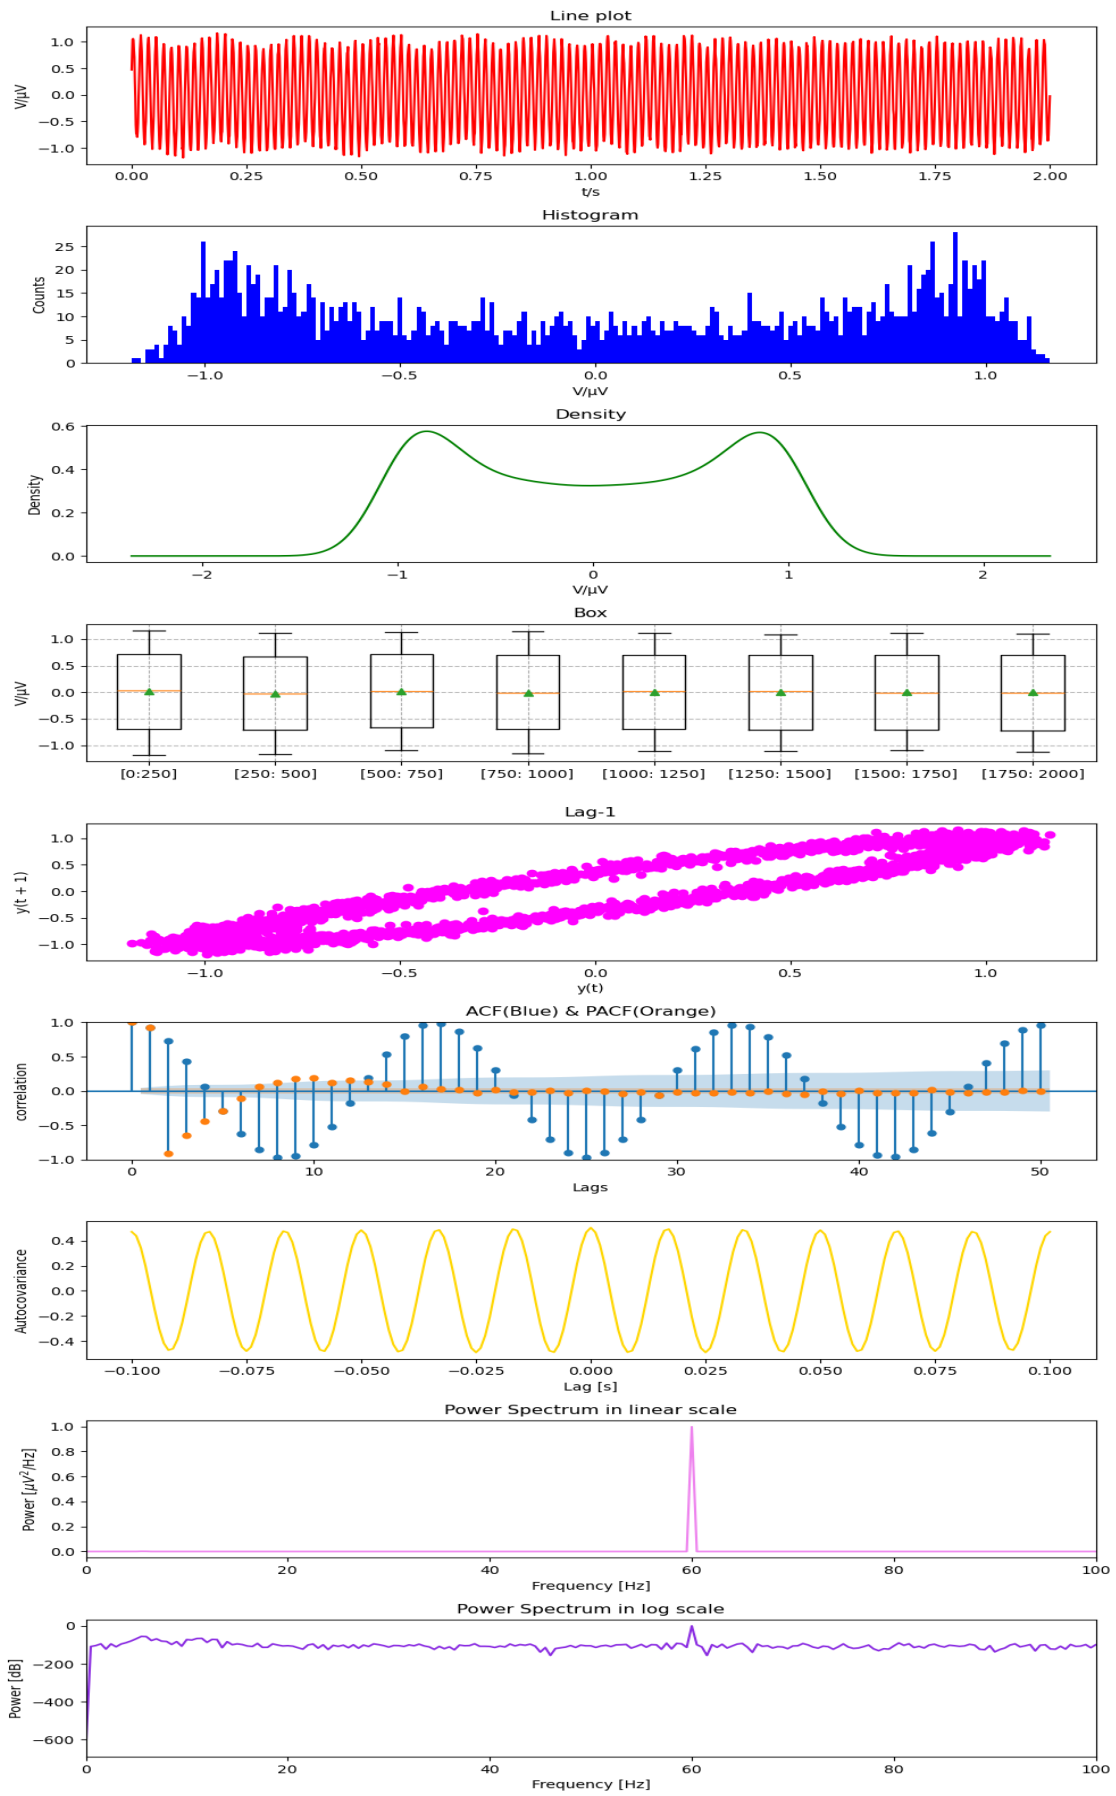 Line plot
1.0
0.5
0.0
−0.5
−1.0
V/μV
0.00 0.25 0.50 0.75 1.00 1.25 1.50 1.75 2.00
t/s
Histogram
25
20
15
10
5
0
Counts
−1.0 −0.5 0.0 0.5 1.0
V/μV
Density
0.6
0.4
0.2
0.0
Density
−2 −1 0 1 2
V/μV
Box
1.0
0.5
0.0
−0.5
−1.0
V/μV
[0:250] [250: 500] [500: 750] [750: 1000] [1000: 1250] [1250: 1500] [1500: 1750] [1750: 2000]
Lag-1
1.0
0.5
0.0
−0.5
−1.0
y(t + 1)
−1.0 −0.5 0.0 0.5 1.0
y(t)
ACF(Blue) & PACF(Orange)
1.0
0.5
0.0
−0.5
−1.0
correlation
0 10 20 30 40 50
Lags
0.4
0.2
0.0
−0.2
−0.4
Autocovariance
−0.100 −0.075 −0.050 −0.025 0.000 0.025 0.050 0.075 0.100
Lag [s]
Power Spectrum in linear scale
1.0
0.8
0.6
0.4
0.2
0.0
Power [μV²/Hz]
0 20 40 60 80 100
Frequency [Hz]
Power Spectrum in log scale
0
−200
−400
−600
Power [dB]
0 20 40 60 80 100
Frequency [Hz]